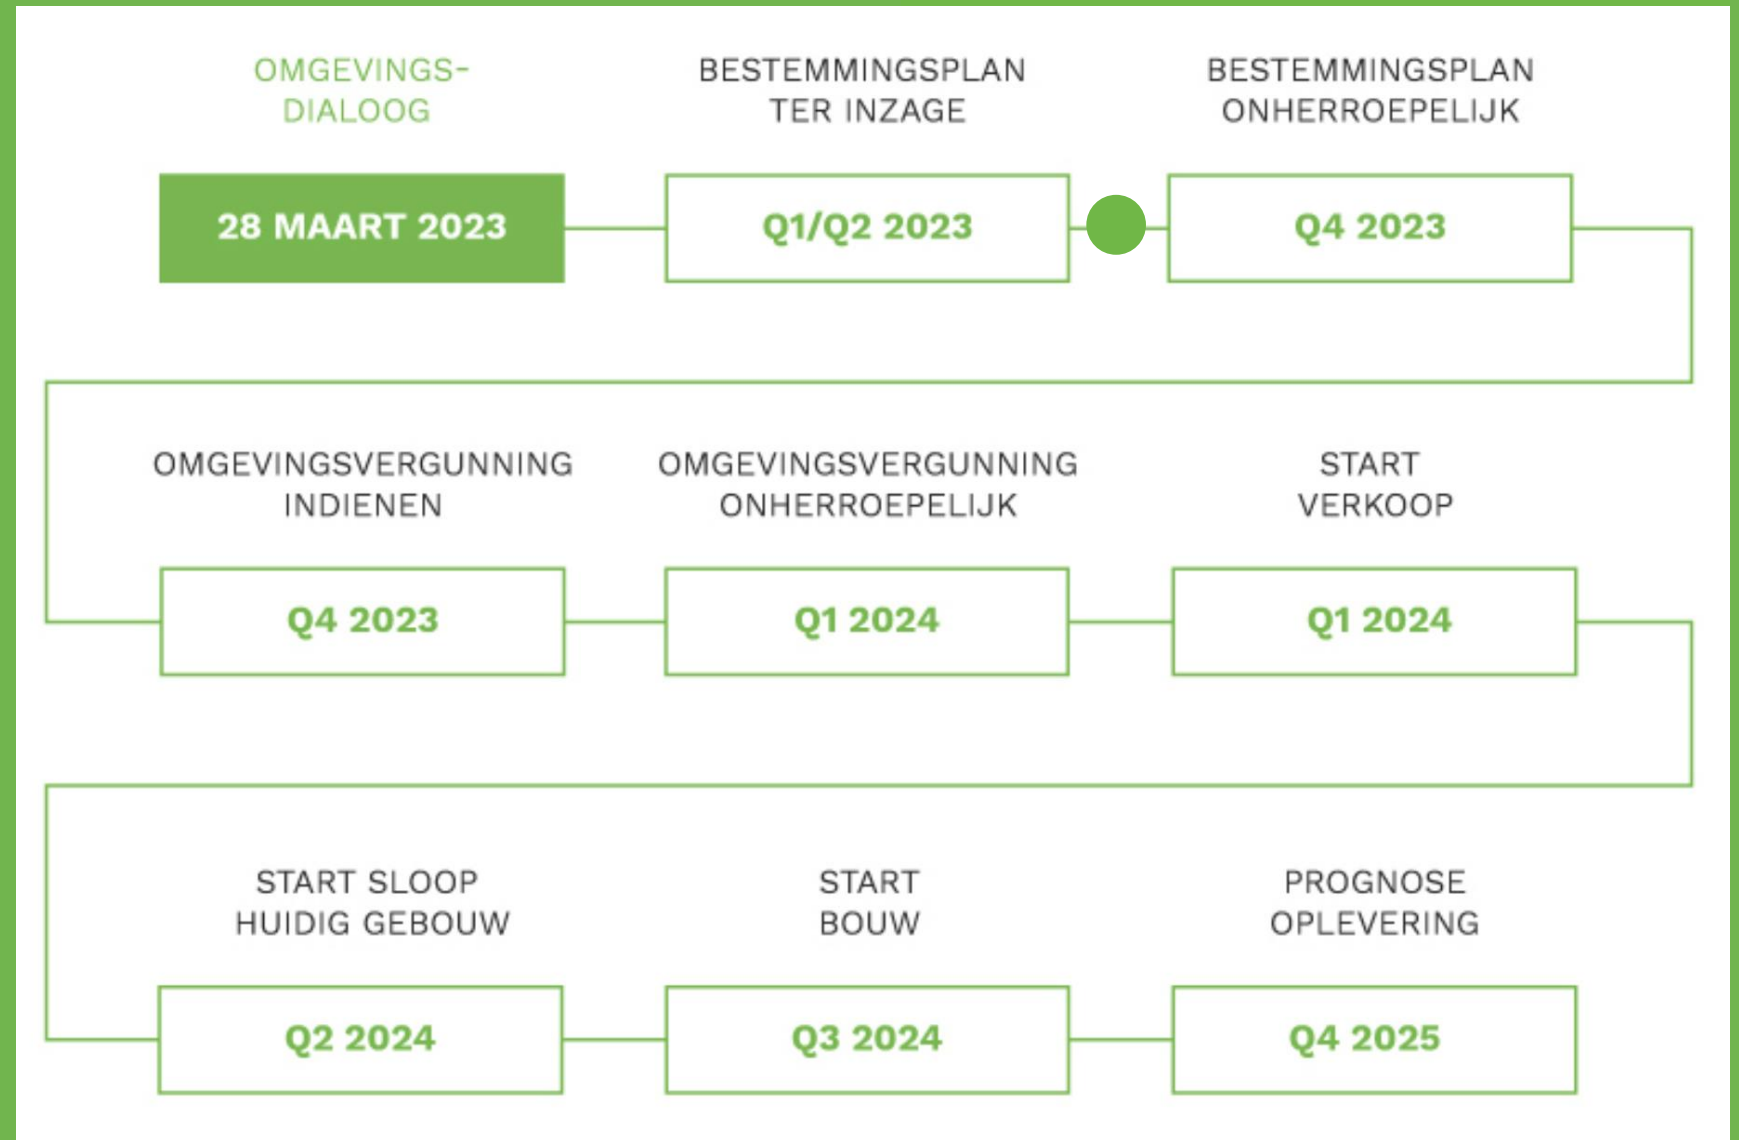 OMGEVINGS-
DIALOOG
28 MAART 2023
BESTEMMINGSPLAN
TER INZAGE
Q1/Q2 2023
BESTEMMINGSPLAN
ONHERROEPELIJK
Q4 2023
OMGEVINGSVERGUNNING
INDIENEN
Q4 2023
OMGEVINGSVERGUNNING
ONHERROEPELIJK
Q1 2024
START
VERKOOP
Q1 2024
START SLOOP
HUIDIG GEBOUW
Q2 2024
START
BOUW
Q3 2024
PROGNOSE
OPLEVERING
Q4 2025